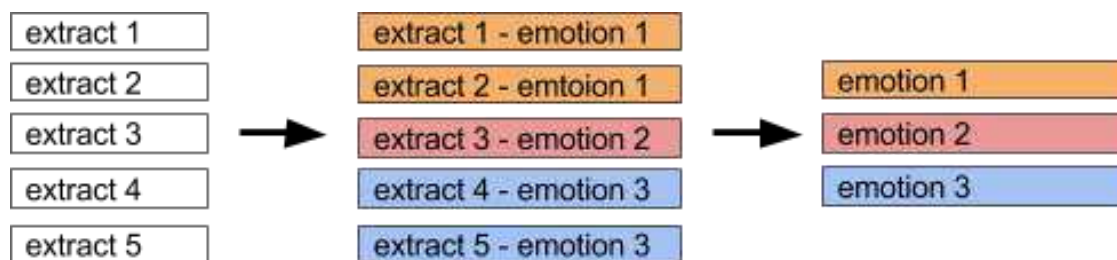 extract 1
extract 2
extract 3
extract 4
extract 5
extract 1 - emotion 1
extract 2 - emtoion 1
extract 3 - emotion 2
extract 4 - emotion 3
extract 5 - emotion 3
emotion 1
emotion 2
emotion 3